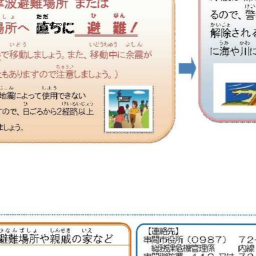 波避難場所 または
場所へ 直ちに 避 難！
で移動しましょう。また、移動中に余震が
もありますので注意しましょう。）
地震によって使用できない
ので、日ごろから2経路以上
ましょう。
るので、警
解除される
に海や川に
避難場所や親戚の家など
【連絡先】
串間市役所（0987） 72-
総務課危機管理係 内線